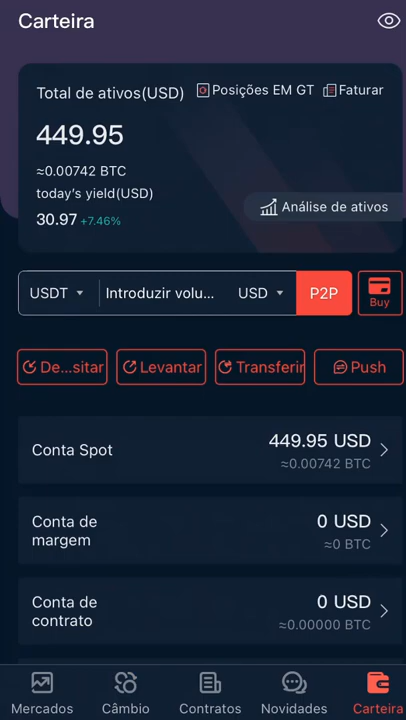 Carteira
Total de ativos(USD)
Posições EM GT
Faturar
449.95
≈0.00742 BTC
today's yield(USD)
30.97 +7.46%
Análise de ativos
USDT
Introduzir volu...
USD
P2P
Buy
De...sitar
Levantar
Transferir
Push
Conta Spot
449.95 USD
≈0.00742 BTC
Conta de
margem
0 USD
≈0 BTC
Conta de
contrato
0 USD
≈0.00000 BTC
Mercados
Câmbio
Contratos
Novidades
Carteira